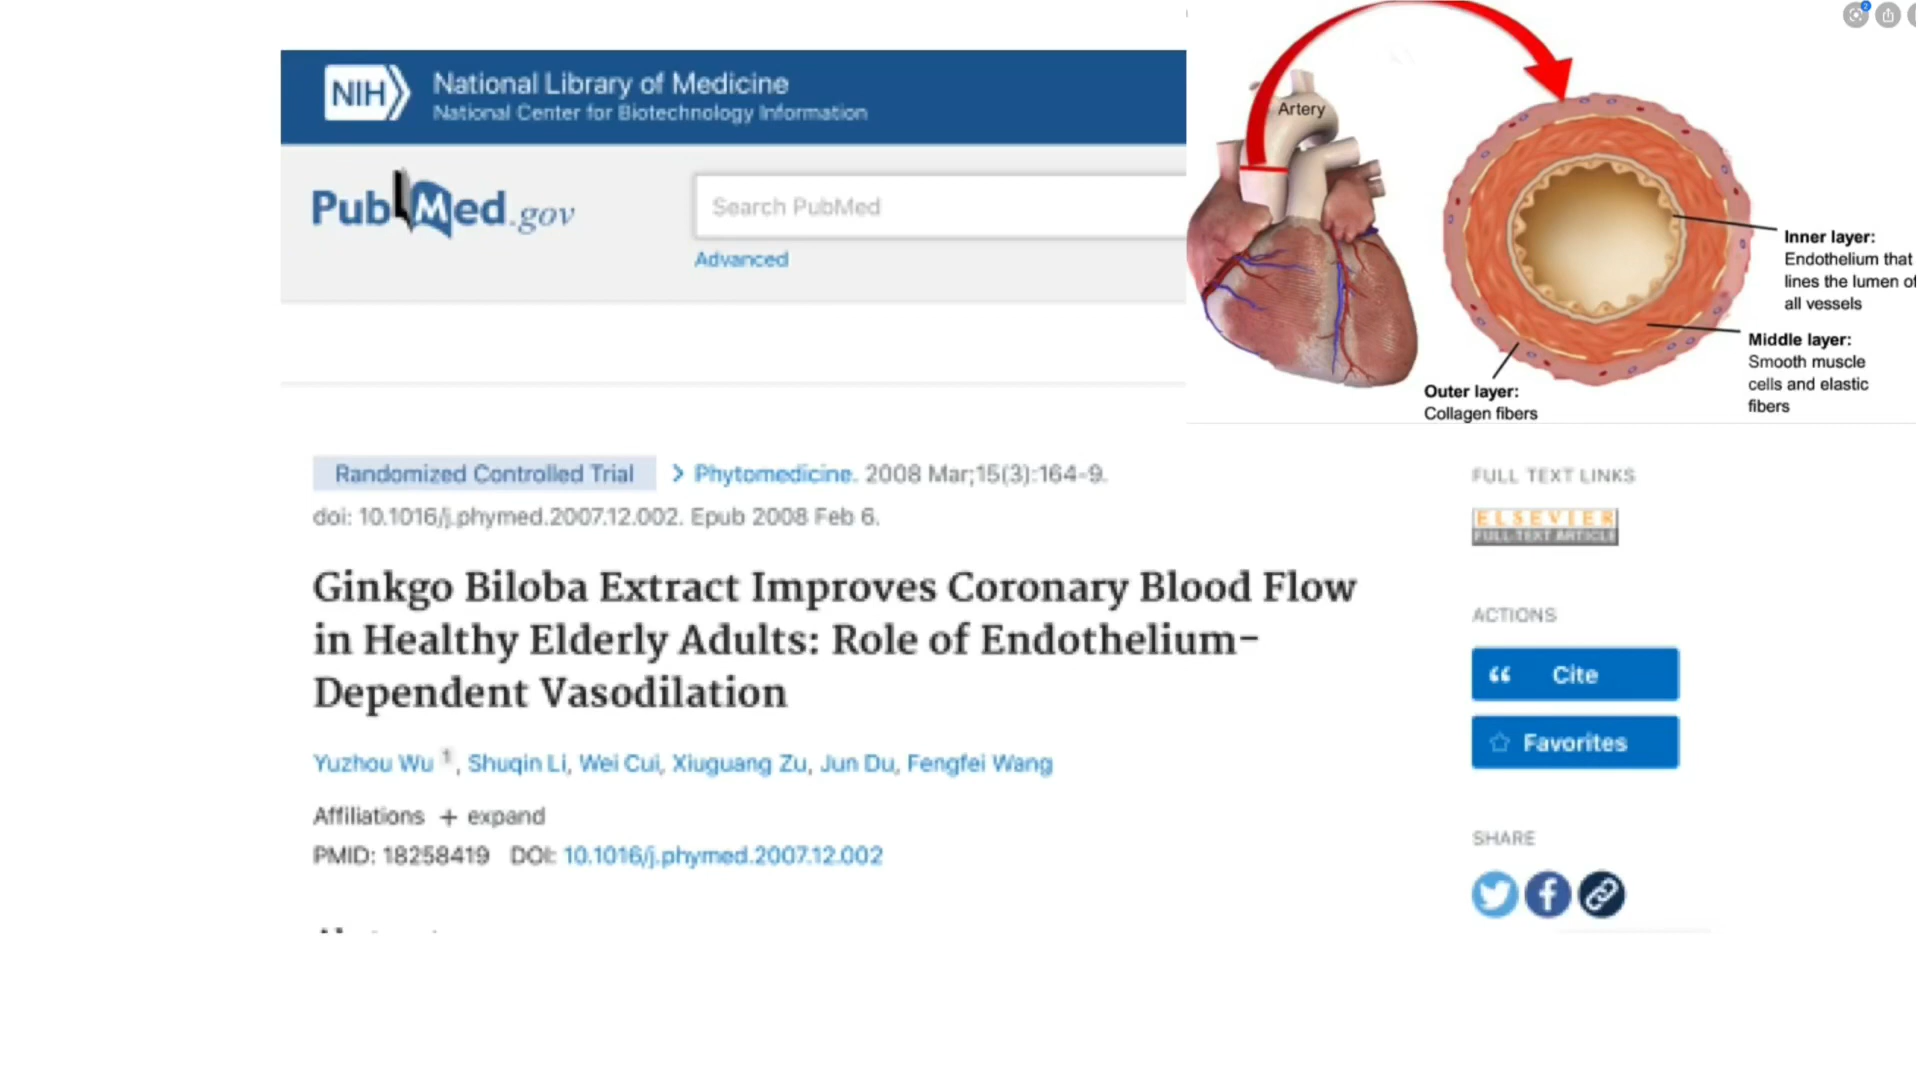 NIH National Library of Medicine
National Center for Biotechnology Information
PubMed.gov
Search PubMed
Advanced
Artery
Inner layer:
Endothelium that
lines the lumen of
all vessels
Middle layer:
Smooth muscle
cells and elastic
fibers
Outer layer:
Collagen fibers
2
Randomized Controlled Trial > Phytomedicine. 2008 Mar;15(3):164-9.
doi: 10.1016/j.phymed.2007.12.002. Epub 2008 Feb 6.
Ginkgo Biloba Extract Improves Coronary Blood Flow
in Healthy Elderly Adults: Role of Endothelium-
Dependent Vasodilation
Yuzhou Wu 1, Shuqin Li, Wei Cui, Xiuguang Zu, Jun Du, Fengfei Wang
Affiliations + expand
PMID: 18258419 DOI: 10.1016/j.phymed.2007.12.002
FULL TEXT LINKS
ELSEVIER
FULL-TEXT ARTICLE
ACTIONS
Cite
Favorites
SHARE